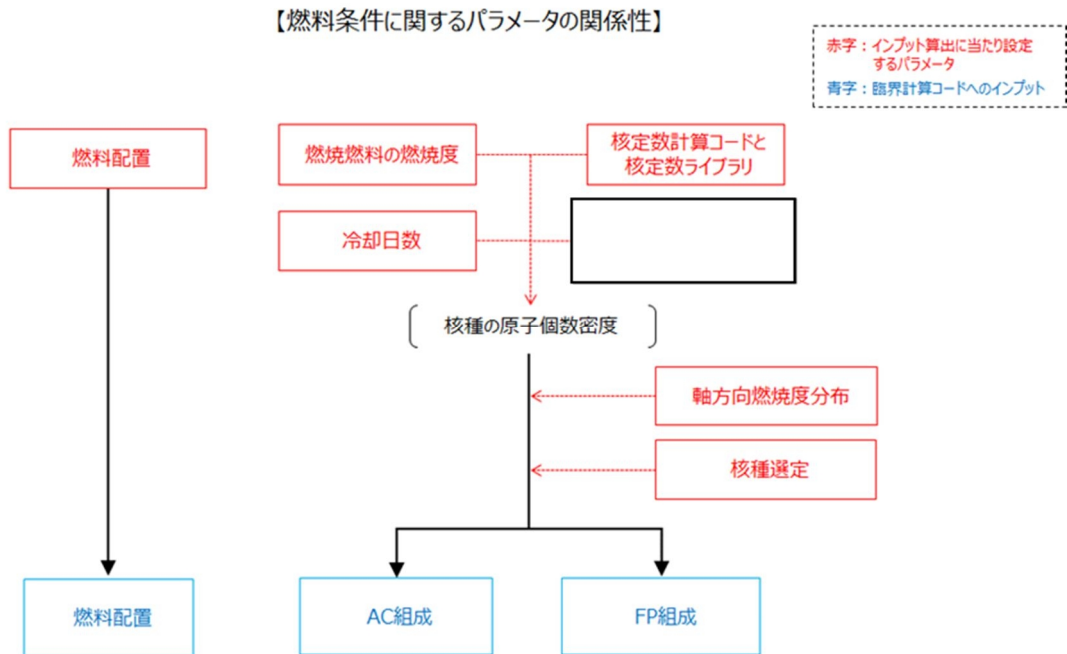 【燃料条件に関するパラメータの関係性】
赤字：インプット算出に当たり設定
するパラメータ
青字：臨界計算コードへのインプット
燃料配置
燃焼燃料の燃焼度
核定数計算コードと
核定数ライブラリ
冷却日数
核種の原子個数密度
軸方向燃焼度分布
核種選定
燃料配置
AC組成
FP組成